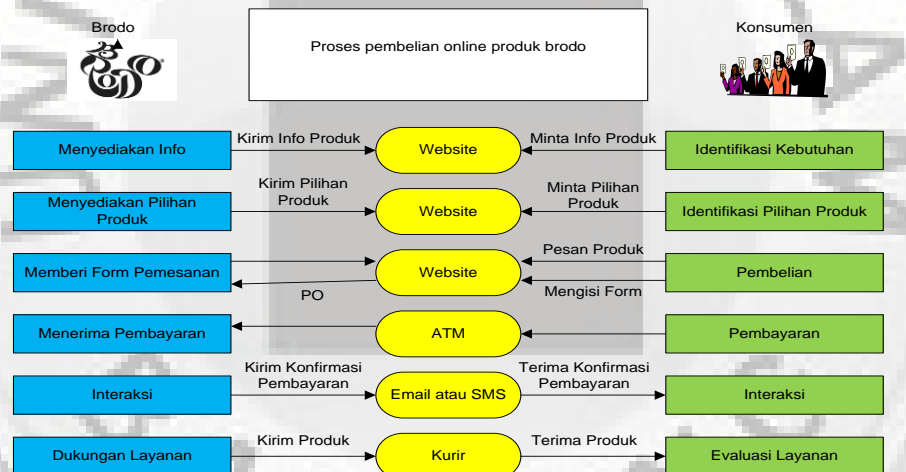 Brodo
Proses pembelian online produk brodo
Konsumen
BroDo
Menyediakan Info
Kirim Info Produk
Website
Minta Info Produk
Identifikasi Kebutuhan
Menyediakan Pilihan
Produk
Kirim Pilihan
Produk
Website
Minta Pilihan
Produk
Identifikasi Pilihan Produk
Memberi Form Pemesanan
PO
Website
Pesan Produk
Mengisi Form
Pembelian
Menerima Pembayaran
ATM
Pembayaran
Interaksi
Kirim Konfirmasi
Pembayaran
Email atau SMS
Terima Konfirmasi
Pembayaran
Interaksi
Dukungan Layanan
Kirim Produk
Kurir
Terima Produk
Evaluasi Layanan